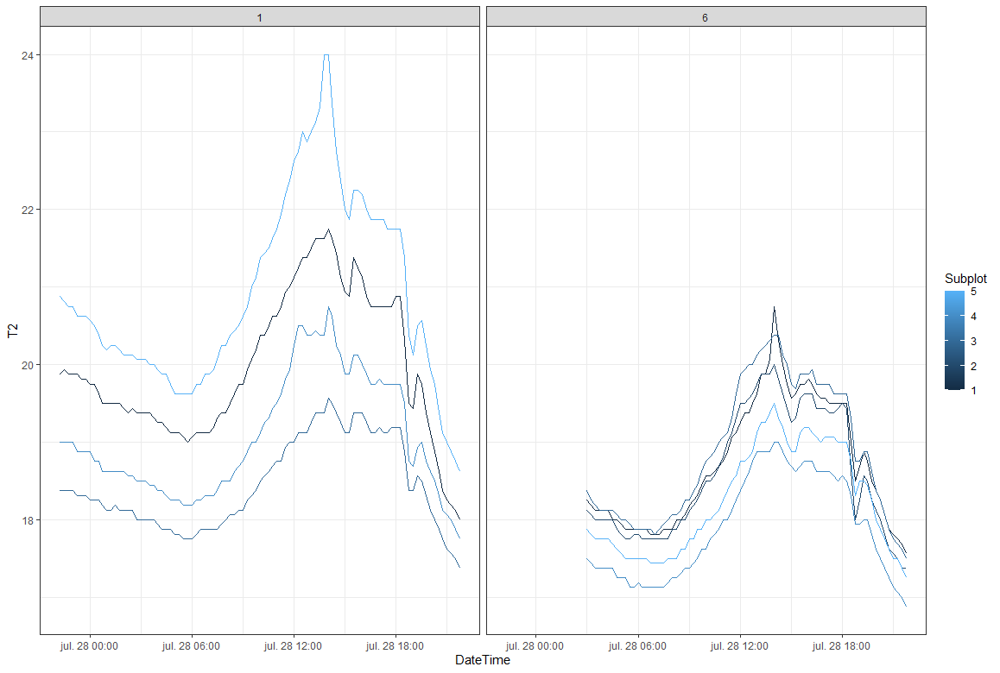 1
6
24
22
20
18
T2
jul. 28 00:00
jul. 28 06:00
jul. 28 12:00
jul. 28 18:00
jul. 28 00:00
jul. 28 06:00
jul. 28 12:00
jul. 28 18:00
DateTime
Subplot
5
4
3
2
1